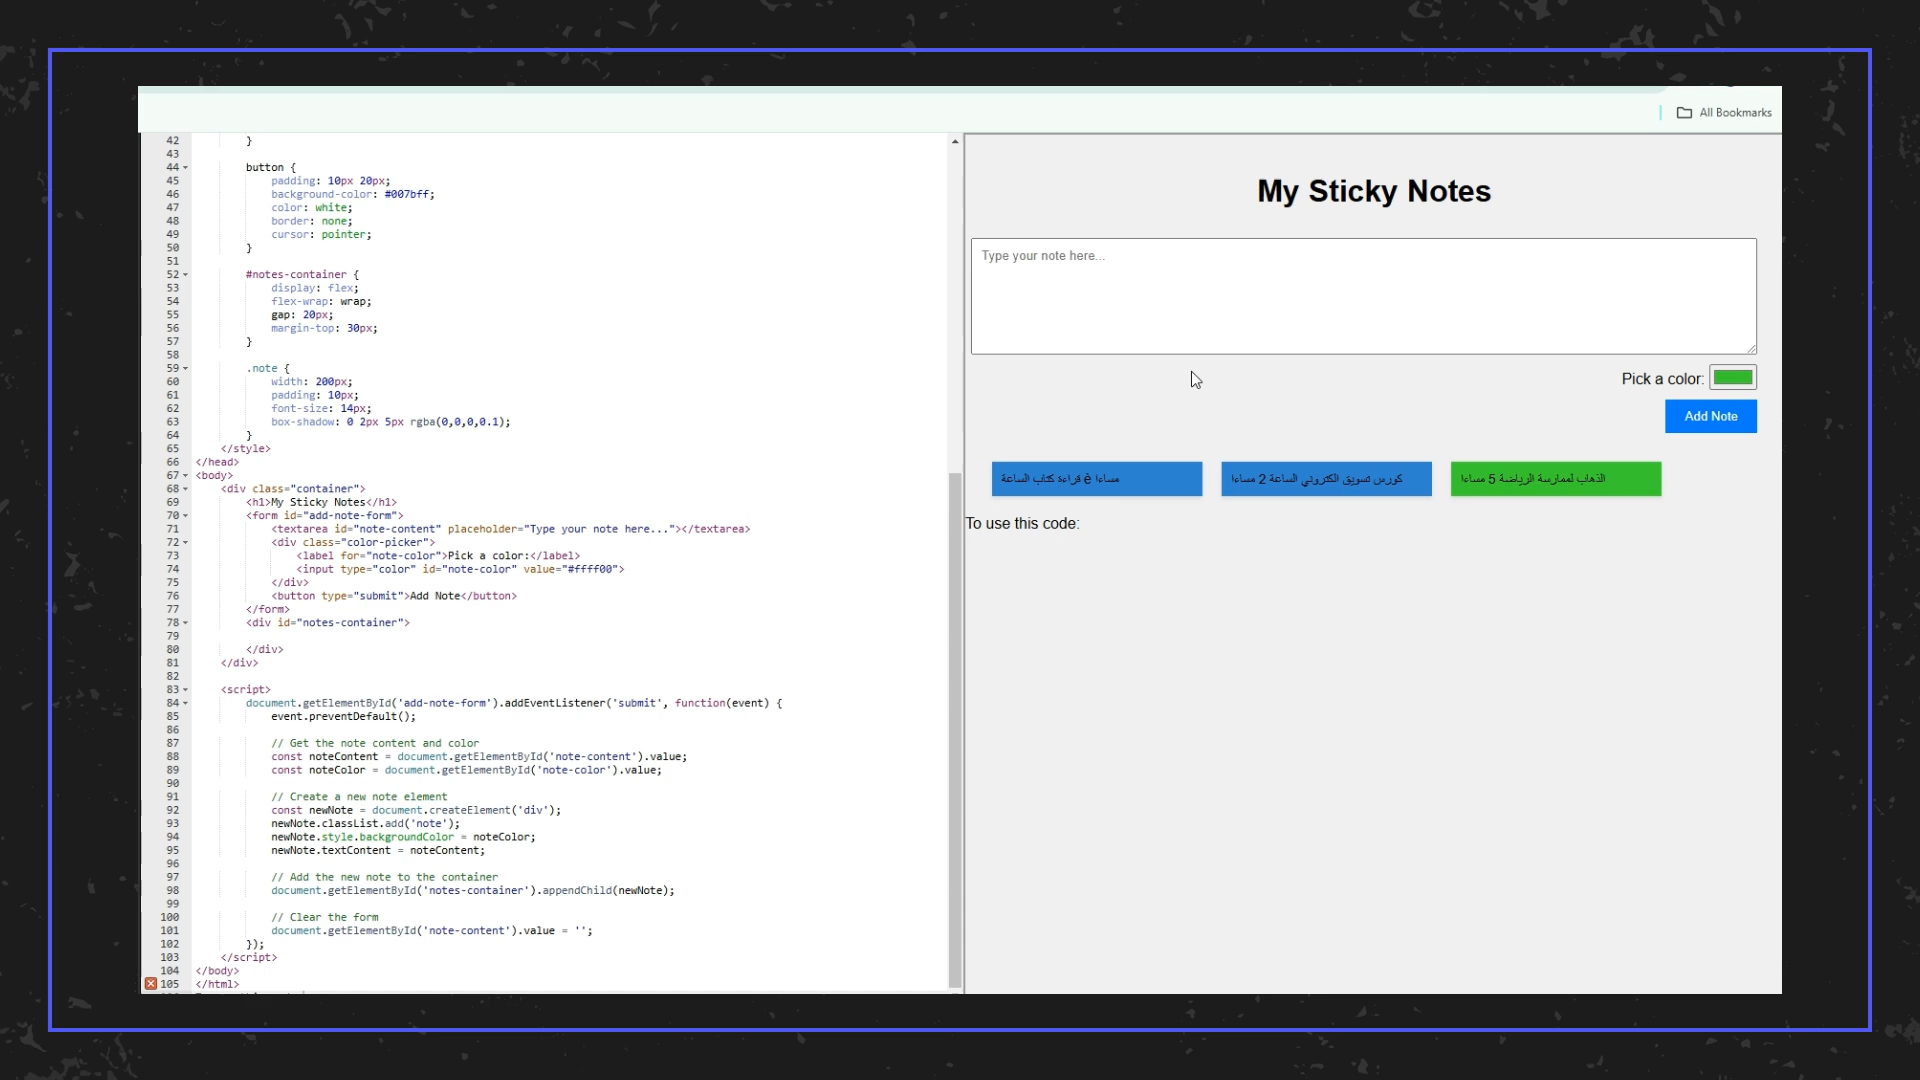 All Bookmarks
42 }
43
44 button {
45 padding: 10px 20px;
46 background-color: #007bff;
47 color: white;
48 border: none;
49 cursor: pointer;
50 }
51
52 #notes-container {
53 display: flex;
54 flex-wrap: wrap;
55 gap: 20px;
56 margin-top: 30px;
57 }
58
59 .note {
60 width: 200px;
61 padding: 10px;
62 font-size: 14px;
63 box-shadow: 0 2px 5px rgba(0,0,0,0.1);
64 }
65 </style>
66 </head>
67 <body>
68 <div class="container">
69 <h1>My Sticky Notes</h1>
70 <form id="add-note-form">
71 <textarea id="note-content" placeholder="Type your note here..."></textarea>
72 <div class="color-picker">
73 <label for="note-color">Pick a color:</label>
74 <input type="color" id="note-color" value="#ffff00">
75 </div>
76 <button type="submit">Add Note</button>
77 </form>
78 <div id="notes-container">
79
80 </div>
81 </div>
82
83 <script>
84 document.getElementById('add-note-form').addEventListener('submit', function(event) {
85 event.preventDefault();
86
87 // Get the note content and color
88 const noteContent = document.getElementById('note-content').value;
89 const noteColor = document.getElementById('note-color').value;
90
91 // Create a new note element
92 const newNote = document.createElement('div');
93 newNote.classList.add('note');
94 newNote.style.backgroundColor = noteColor;
95 newNote.textContent = noteContent;
96
97 // Add the new note to the container
98 document.getElementById('notes-container').appendChild(newNote);
99
100 // Clear the form
101 document.getElementById('note-content').value = '';
102 });
103 </script>
104 </body>
105 </html>
My Sticky Notes
Type your note here...
Pick a color:
Add Note
قراءة كتاب الساعة è مساءا
كورس تسويق الكتروني الساعة 2 مساءا
الذهاب لممارسة الرياضة 5 مساءا
To use this code: